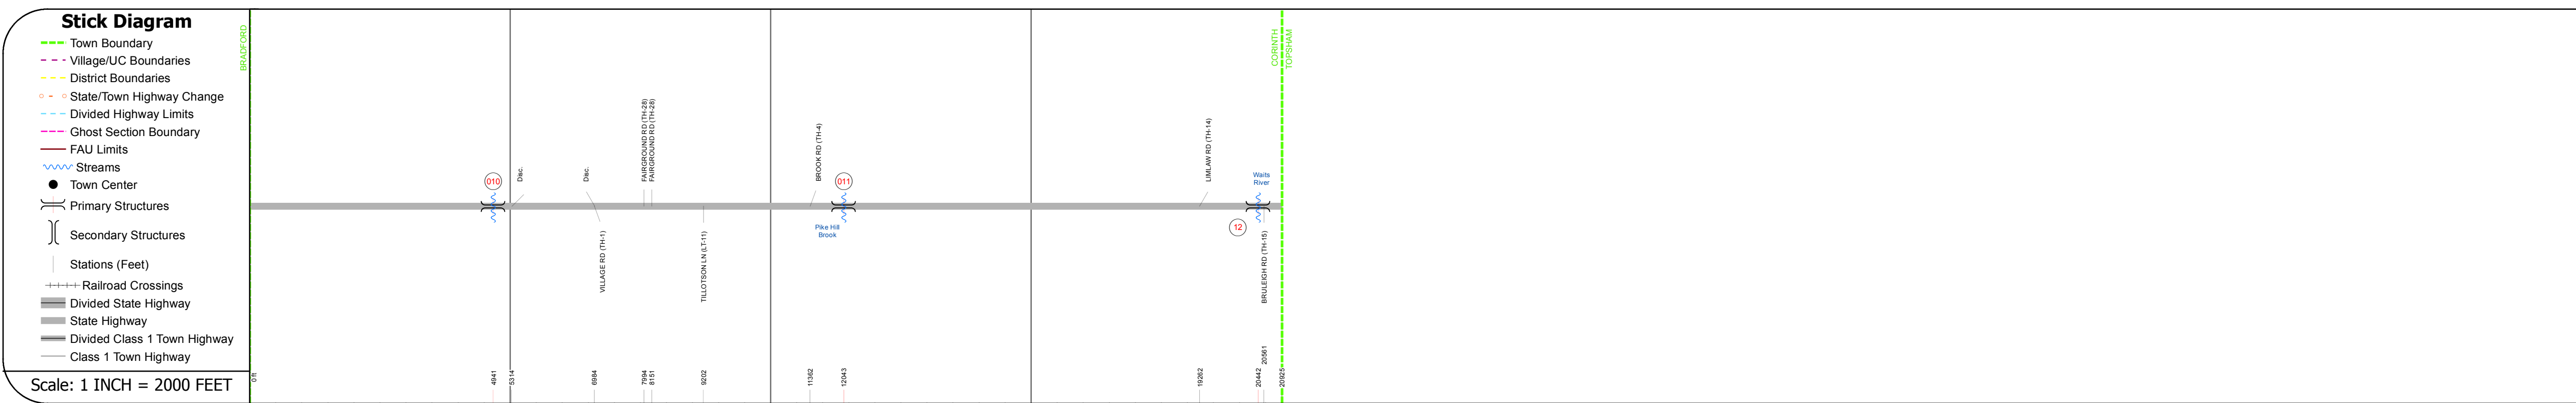 Stick Diagram
Town Boundary
Village/UC Boundaries
District Boundaries
State/Town Highway Change
Divided Highway Limits
Ghost Section Boundary
FAU Limits
Streams
Town Center
Primary Structures
Secondary Structures
Stations (Feet)
Railroad Crossings
Divided State Highway
State Highway
Divided Class 1 Town Highway
Class 1 Town Highway
Scale: 1 INCH = 2000 FEET
BRADFORD
010
Disc.
Disc.
VILLAGE RD (TH-1)
FAIRGROUND RD (TH-28)
FAIRGROUND RD (TH-28)
TILLOTSON LN (LT-11)
BROOK RD (TH-4)
011
Pike Hill
Brook
LIMLAW RD (TH-14)
Waits
River
12
BRULEIGH RD (TH-15)
CORINTH
TOPSHAM
0 ft
4941
5314
6984
7994
8151
9202
11362
12043
19262
20442
20561
20925